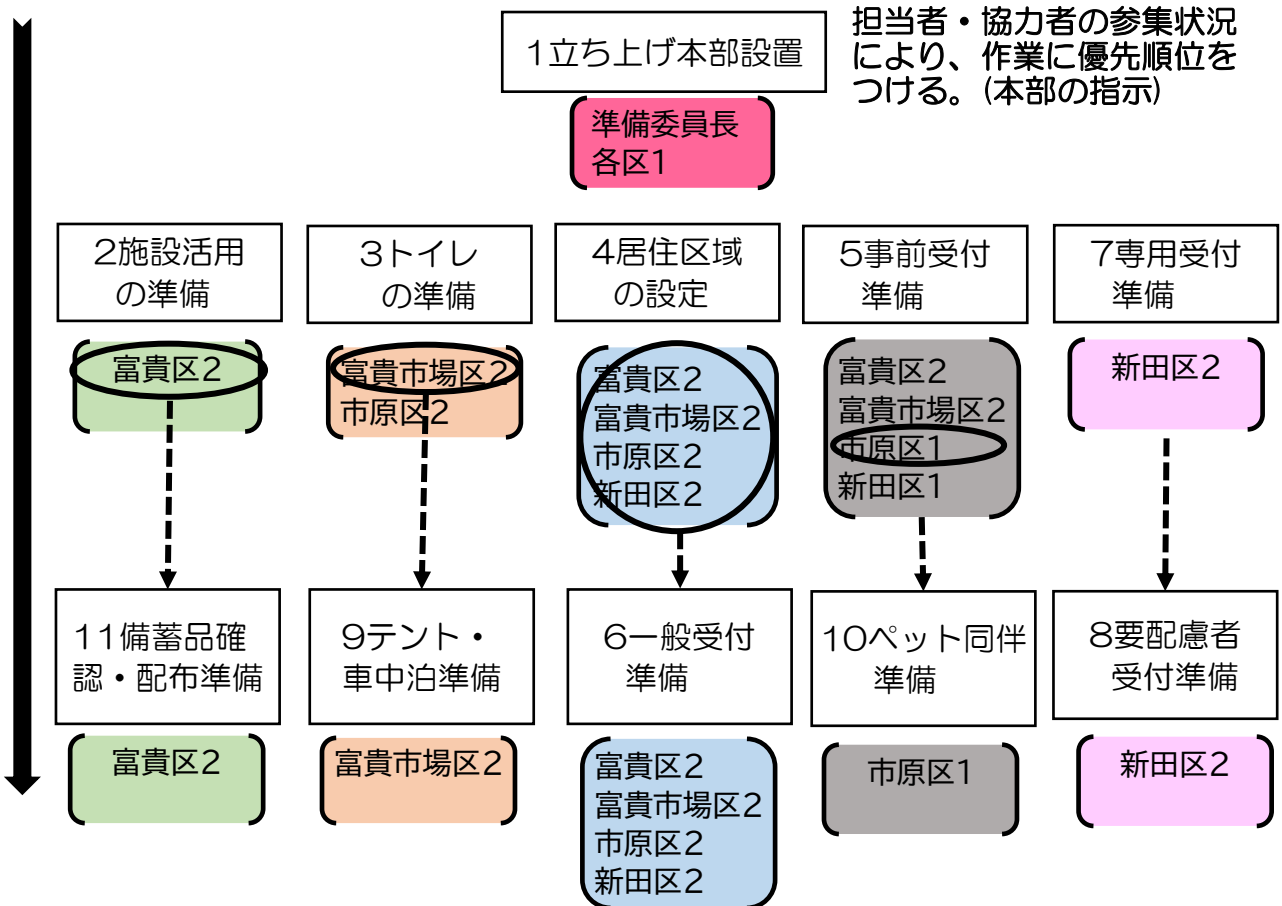 1立ち上げ本部設置
担当者・協力者の参集状況
により、作業に優先順位を
つける。(本部の指示)
準備委員長
各区1
2施設活用
の準備
3トイレ
の準備
4居住区域
の設定
5事前受付
準備
7専用受付
準備
富貴区2
富貴市場区2
市原区2
富貴区2
富貴市場区2
市原区2
新田区2
富貴区2
富貴市場区2
市原区1
新田区1
新田区2
11備蓄品確
認・配布準備
9テント・
車中泊準備
6一般受付
準備
10ペット同伴
準備
8要配慮者
受付準備
富貴区2
富貴市場区2
富貴区2
富貴市場区2
市原区2
新田区2
市原区1
新田区2